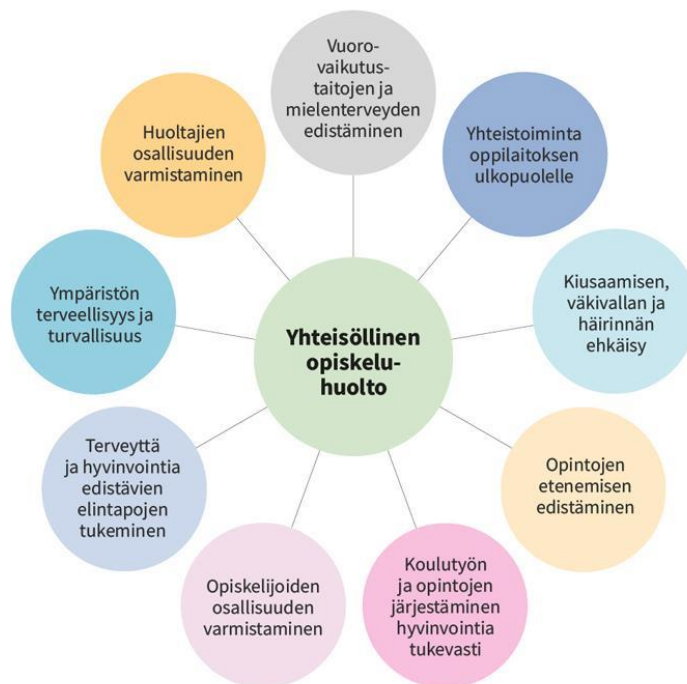 Vuoro-
vaikutus-
taitojen ja
mielenterveyden
edistäminen
Yhteistoiminta
oppilaitoksen
ulkopuolelle
Kiusaamisen,
väkivallan ja
häirinnän
ehkäisy
Opintojen
etenemisen
edistäminen
Koulutyön
ja opintojen
järjestäminen
hyvinvointia
tukevasti
Opiskelijoiden
osallisuuden
varmistaminen
Terveyttä
ja hyvinvointia
edistävien
elintapojen
tukeminen
Ympäristön
terveellisyys ja
turvallisuus
Huoltajien
osallisuuden
varmistaminen
Yhteisöllinen
opiskelu-
huolto